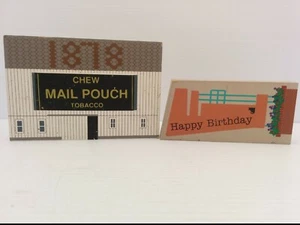 1878
CHEW
MAIL POUCH
TOBACCO
Happy Birthday